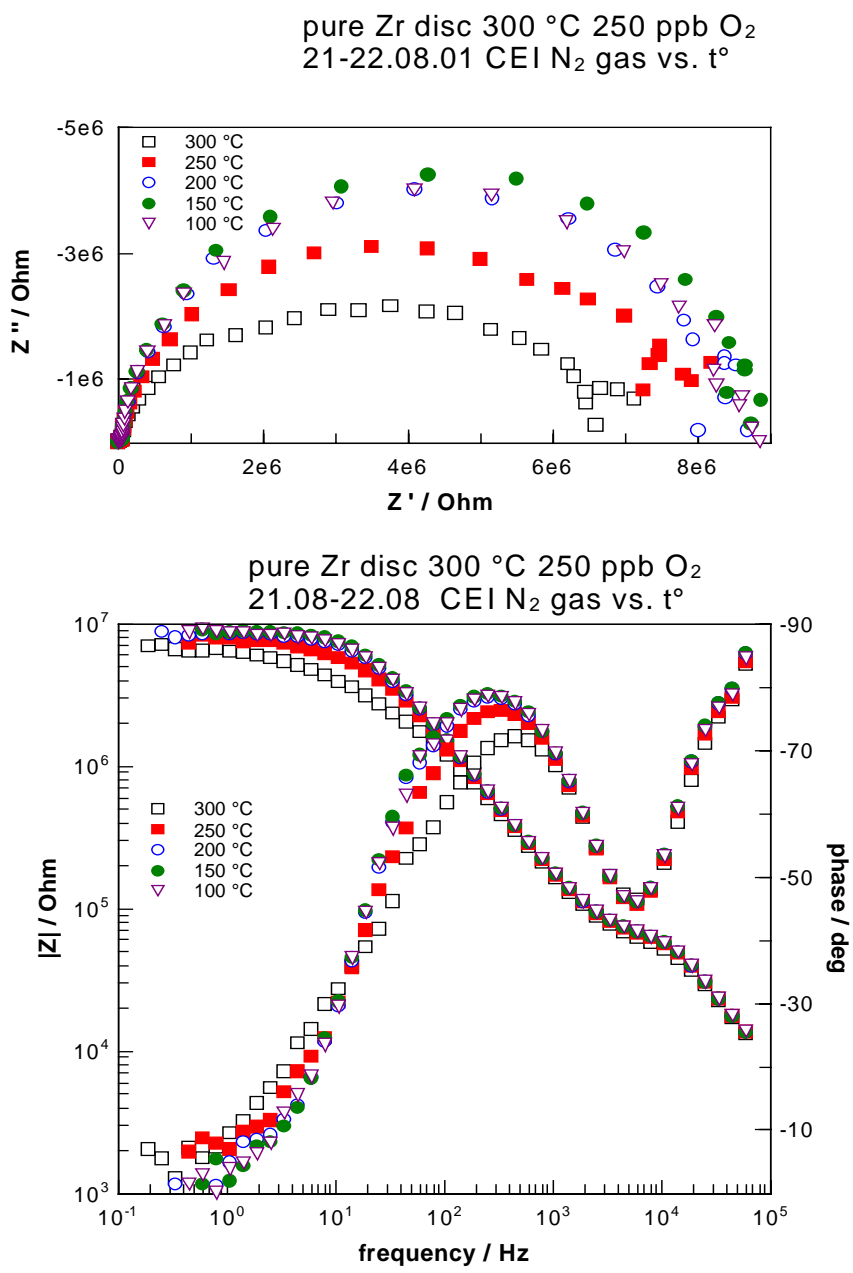 pure Zr disc 300 °C 250 ppb O₂
21-22.08.01 CEI N₂ gas vs. t°
-5e6
-3e6
-1e6
Z'' / Ohm
300 °C
250 °C
200 °C
150 °C
100 °C
0
2e6
4e6
6e6
8e6
Z' / Ohm
pure Zr disc 300 °C 250 ppb O₂
21.08-22.08 CEI N₂ gas vs. t°
10⁷
10⁶
10⁵
10⁴
10³
|Z| / Ohm
300 °C
250 °C
200 °C
150 °C
100 °C
-90
-70
-50
-30
-10
phase / deg
10⁻¹
10⁰
10¹
10²
10³
10⁴
10⁵
frequency / Hz